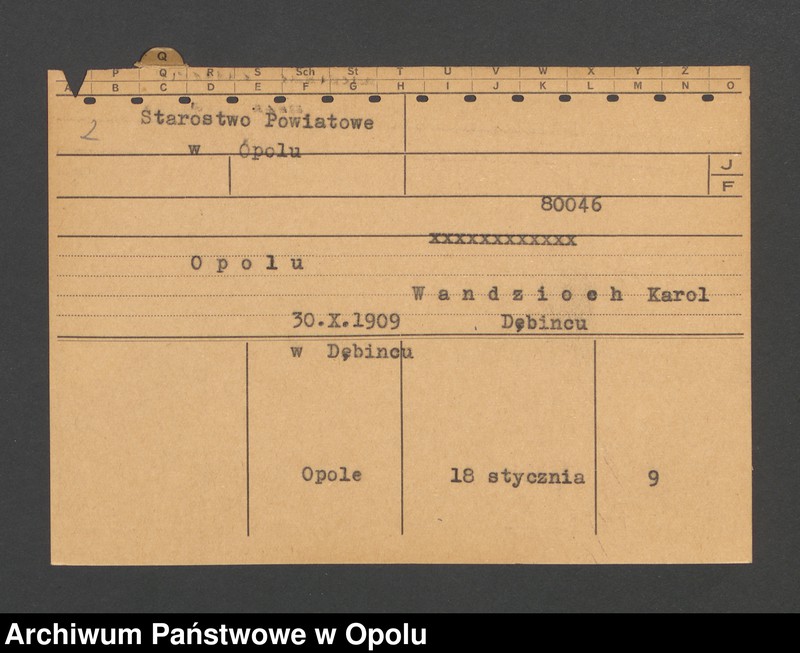 Q
P Q R S Sch St T U V W X Y Z
A B C D E F G H I J K L M N O
2 Starostwo Powiatowe
w Opolu
J
F
80046
xxxxxxxxxxxx
O p o l u
W a n d z i o c h Karol
30.X.1909 Dębincu
w Dębincu
Opole 18 stycznia 9
Archiwum Państwowe w Opolu